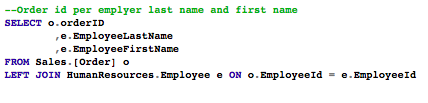 --Order id per emplyer last name and first name
SELECT o.orderID
,e.EmployeeLastName
,e.EmployeeFirstName
FROM Sales.[Order] o
LEFT JOIN HumanResources.Employee e ON o.EmployeeId = e.EmployeeId